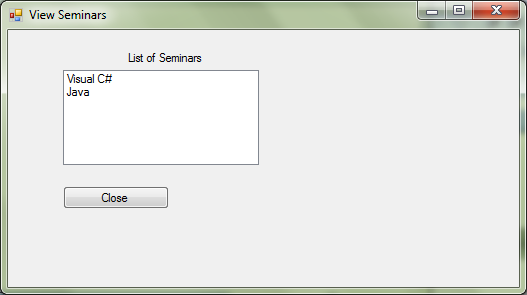 View Seminars
List of Seminars
Visual C#
Java
Close